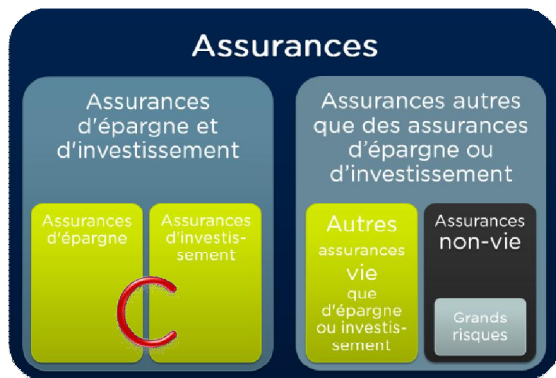 Assurances
Assurances
d'épargne et
d'investissement
Assurances
d'épargne
Assurances
d'investis-
sement
C
Assurances autres
que des assurances
d'épargne ou
d'investissement
Autres
assurances
vie
que
d'épargne
ou investis-
sement
Assurances
non-vie
Grands
risques